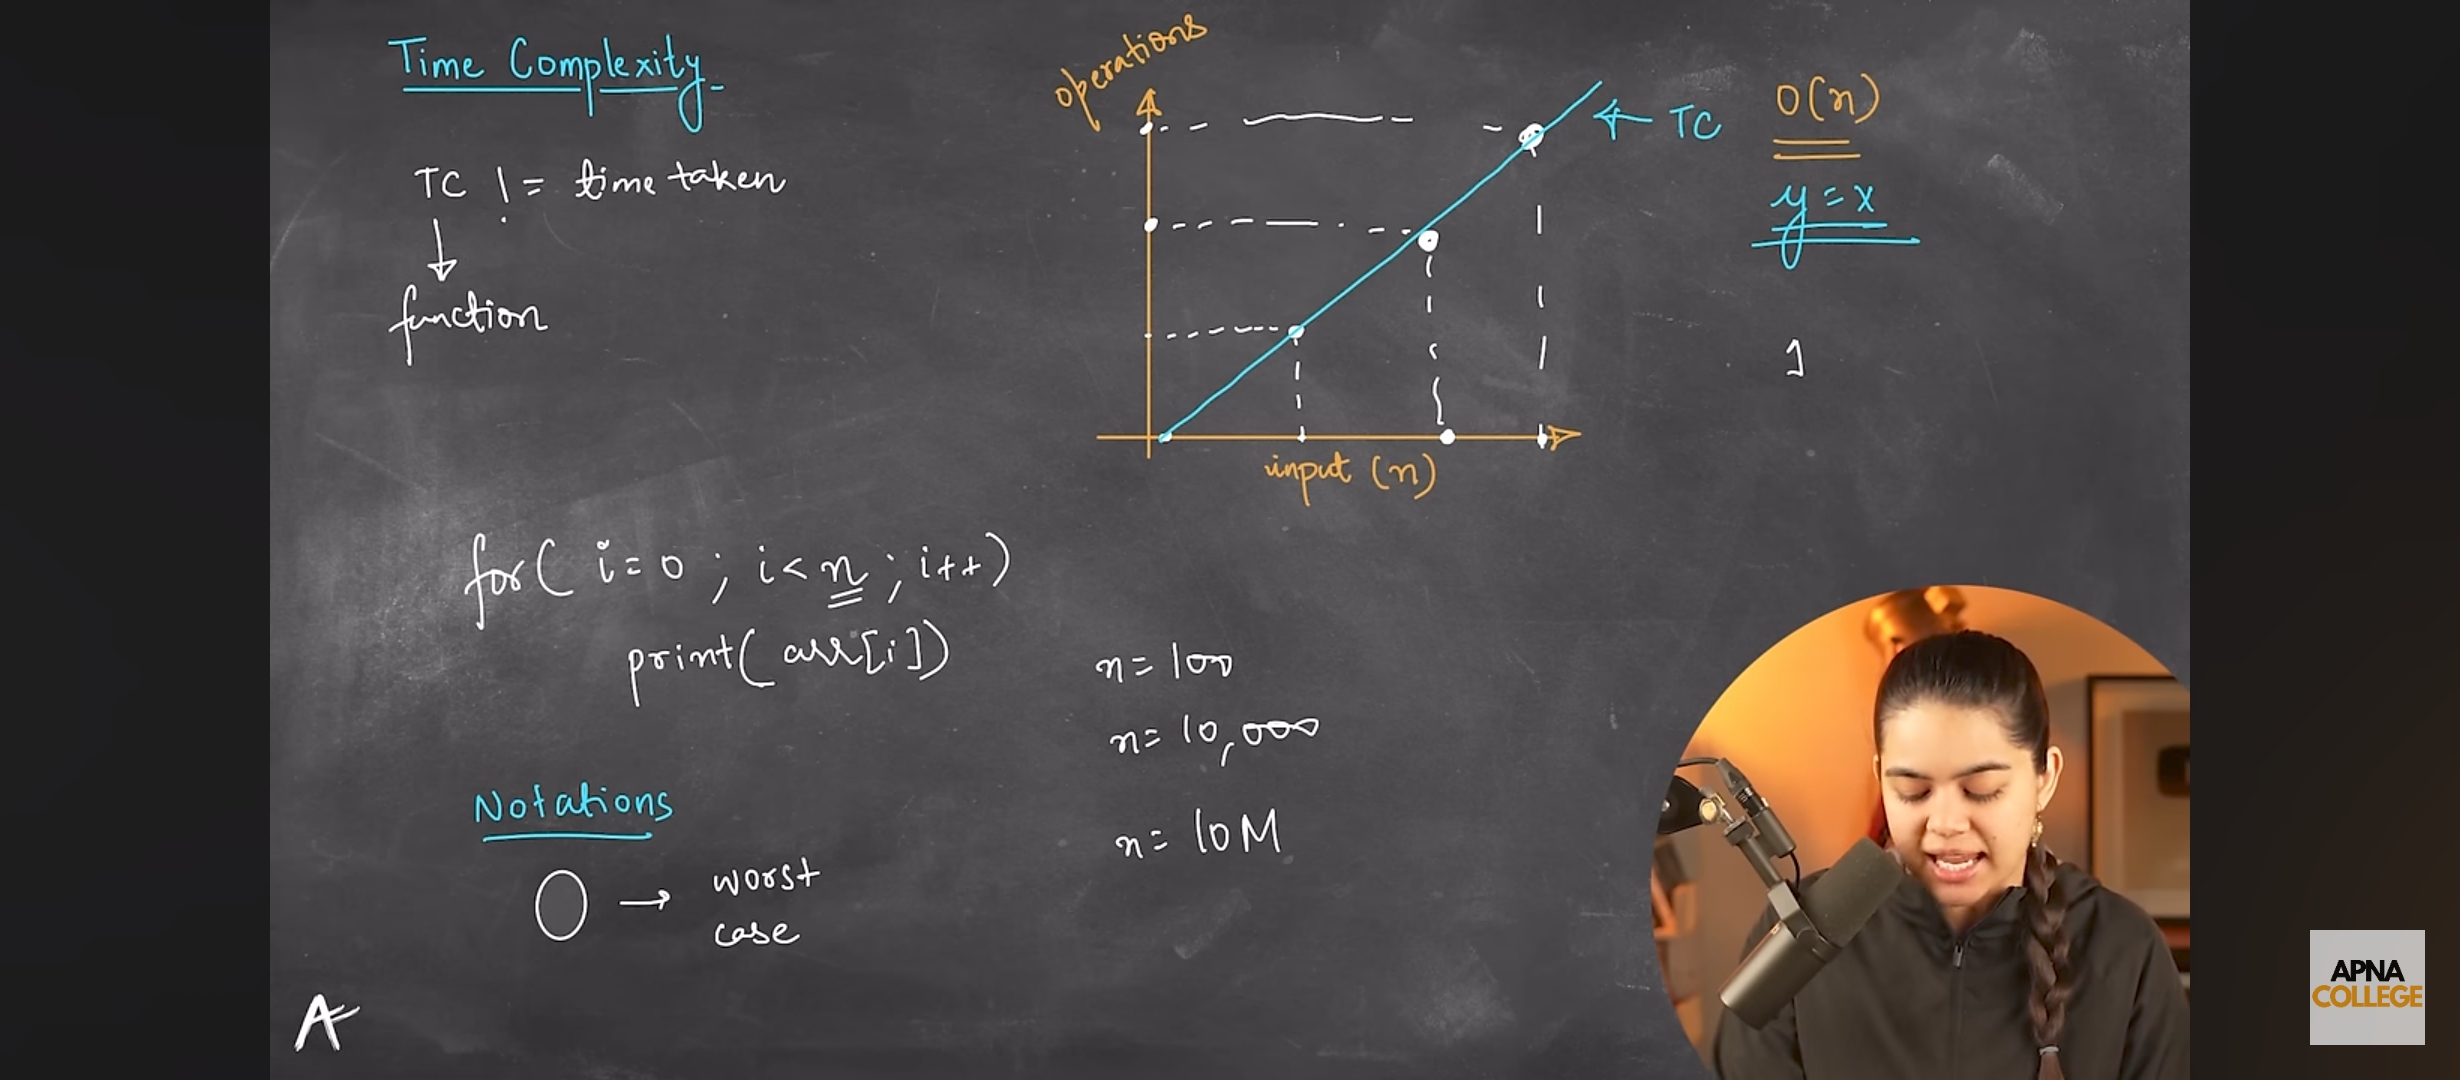 Time Complexity
TC != time taken
function
operations
input (n)
TC
O(n)
y = x
1
for( i=0 ; i<n ; i++)
print( arr[i])
n= 100
n= 10,000
n= 10M
Notations
O → worst
case
A
APNA
COLLEGE